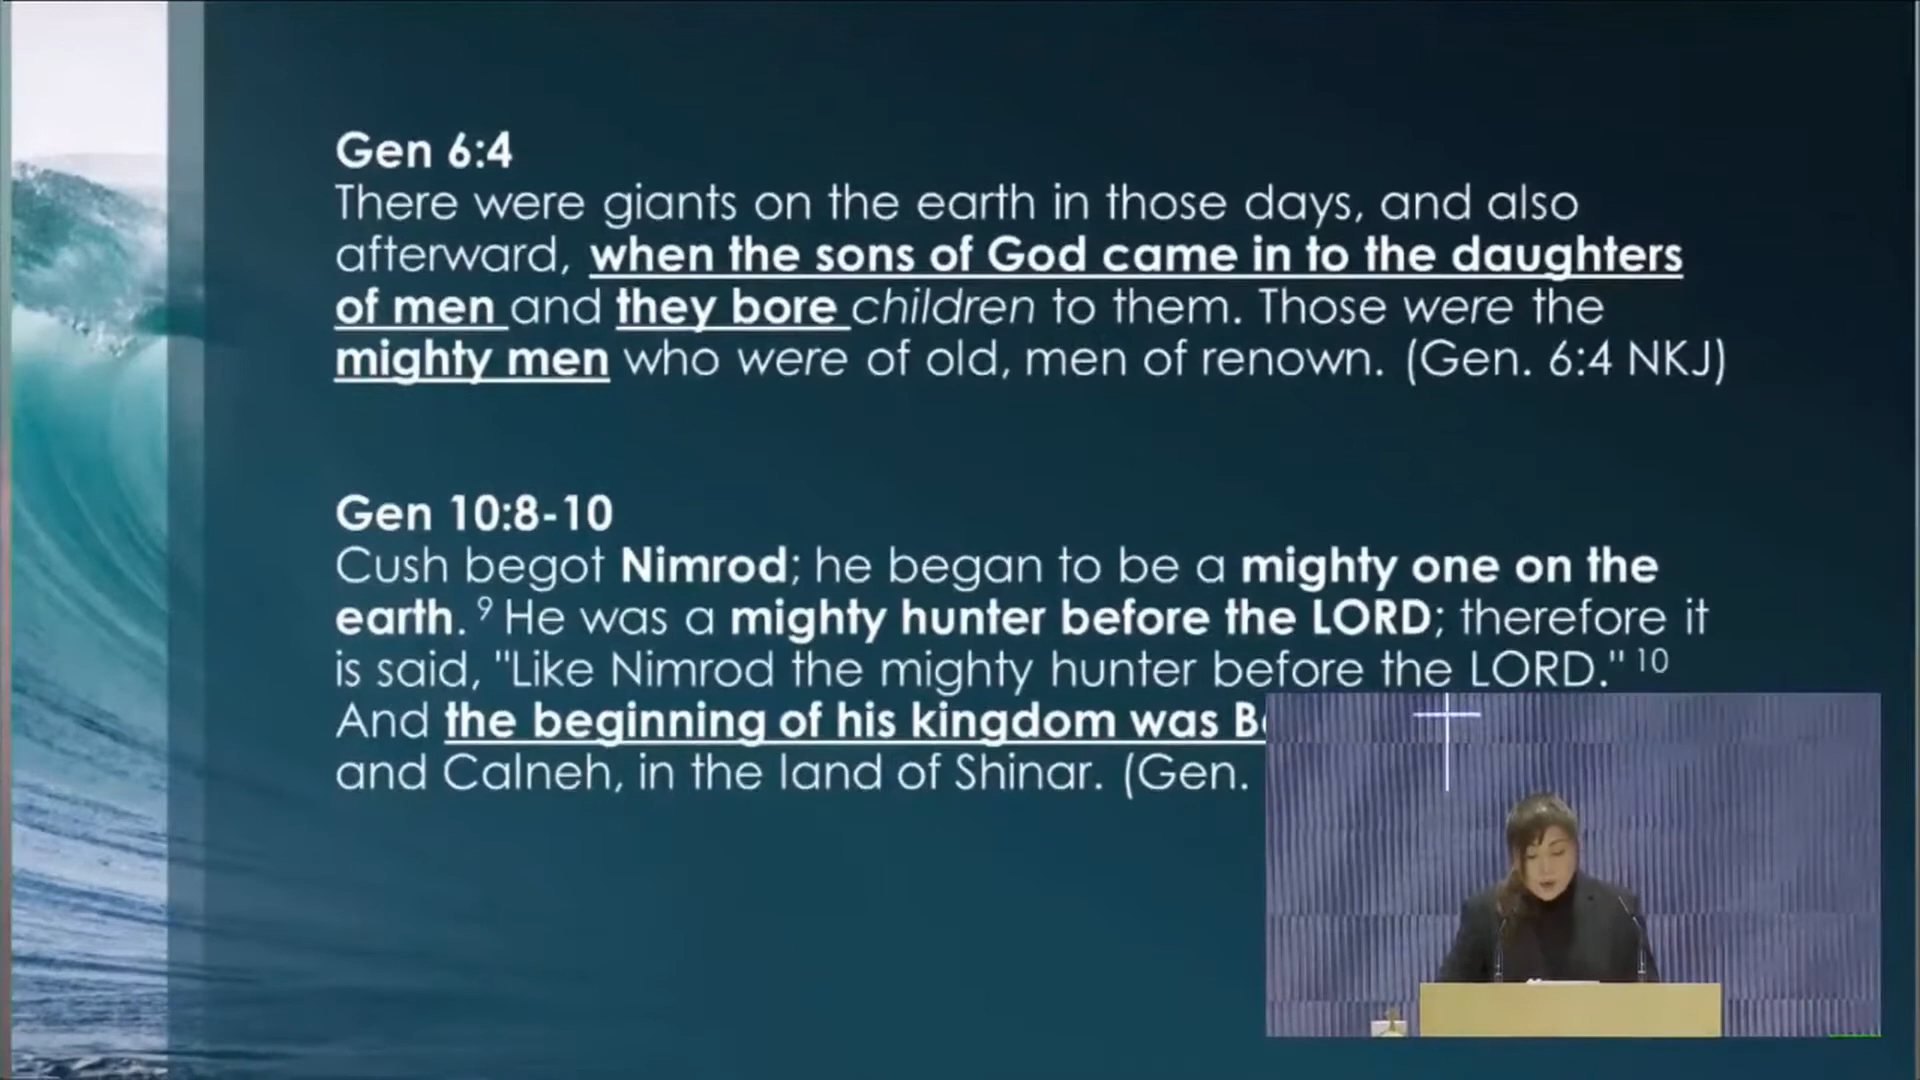 Gen 6:4
There were giants on the earth in those days, and also
afterward, when the sons of God came in to the daughters
of men and they bore children to them. Those were the
mighty men who were of old, men of renown. (Gen. 6:4 NKJ)
Gen 10:8-10
Cush begot Nimrod; he began to be a mighty one on the
earth. ⁹ He was a mighty hunter before the LORD; therefore it
is said, "Like Nimrod the mighty hunter before the LORD." ¹⁰
And the beginning of his kingdom was
and Calneh, in the land of Shinar. (Gen.